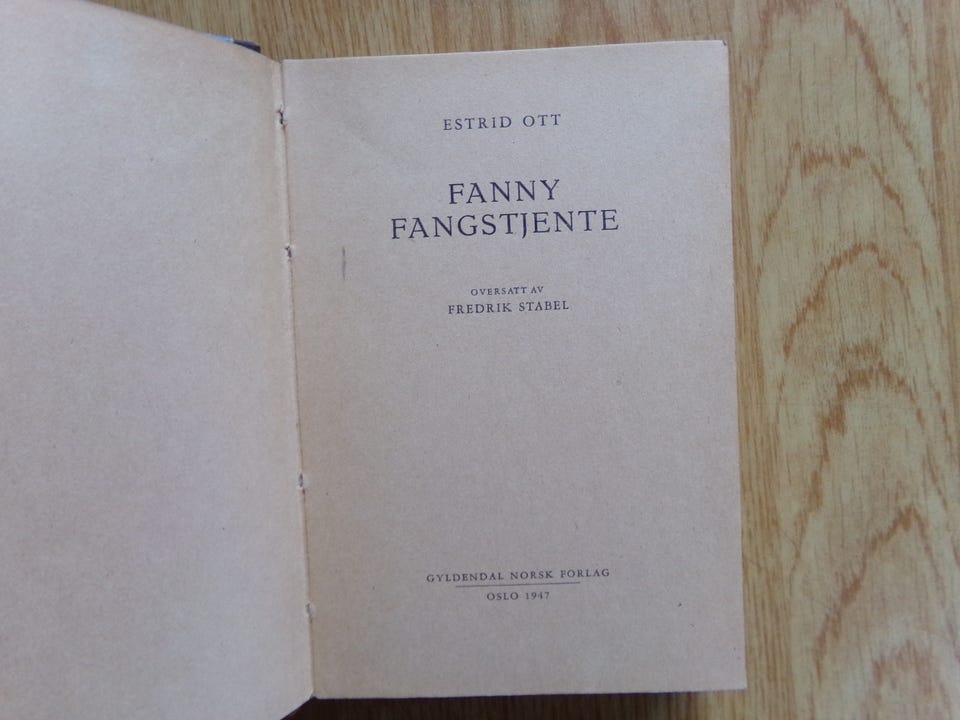 ESTRID OTT
FANNY
FANGSTJENTE
OVERSATT AV
FREDRIK STABEL
GYLDENDAL NORSK FORLAG
OSLO 1947